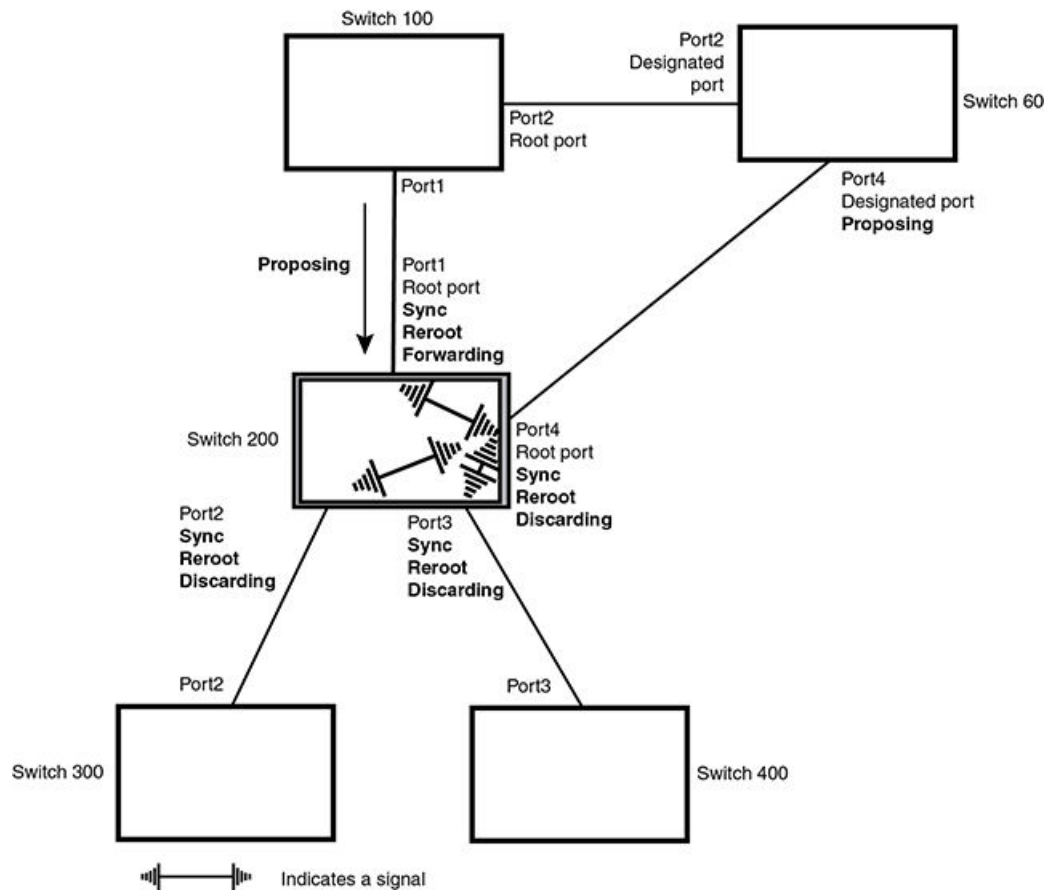 Switch 100
Port2
Designated
port
Switch 60
Port2
Root port
Port1
Port4
Designated port
Proposing
Proposing
Port1
Root port
Sync
Reroot
Forwarding
Switch 200
Port4
Root port
Sync
Reroot
Discarding
Port2
Sync
Reroot
Discarding
Port3
Sync
Reroot
Discarding
Port2
Port3
Switch 300
Switch 400
Indicates a signal